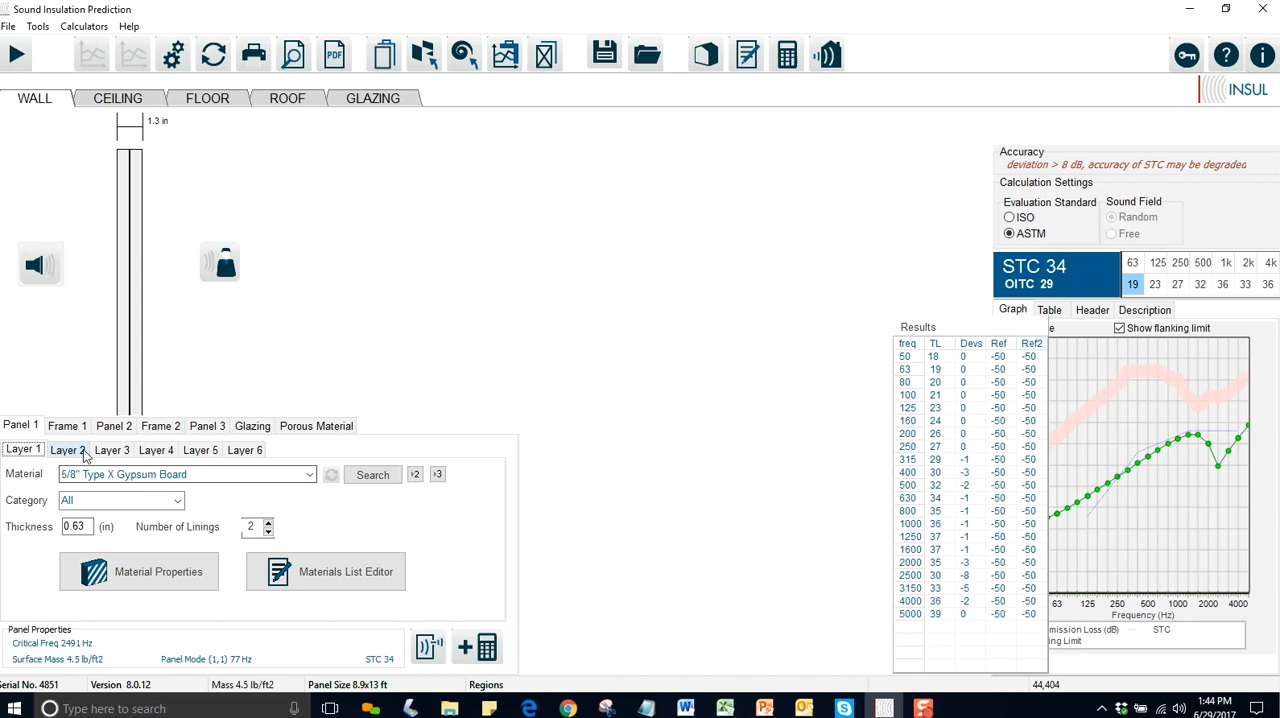 Sound Insulation Prediction
File Tools Calculators Help
PDF
WALL CEILING FLOOR ROOF GLAZING
INSUL
1.3 in
Accuracy
deviation > 8 dB, accuracy of STC may be degraded
Calculation Settings
Evaluation Standard Sound Field
ISO Random
ASTM Free
STC 34 63 125 250 500 1k 2k 4k
OITC 29 19 23 27 32 36 33 36
Graph Table Header Description
Results e Show flanking limit
freq TL Devs Ref Ref2
50 18 0 -50 -50
63 19 0 -50 -50
80 20 0 -50 -50
100 21 0 -50 -50
125 23 0 -50 -50
160 24 0 -50 -50
200 26 0 -50 -50
250 27 0 -50 -50
315 29 -1 -50 -50
400 30 -3 -50 -50
500 32 -2 -50 -50
630 34 -1 -50 -50
800 35 -1 -50 -50
1000 36 -1 -50 -50
1250 37 -1 -50 -50
1600 37 -1 -50 -50
2000 35 -3 -50 -50
2500 30 -8 -50 -50
3150 33 -5 -50 -50
4000 36 -2 -50 -50
5000 39 0 -50 -50
63 125 250 500 1000 2000 4000
Frequency (Hz)
mission Loss (dB) STC
ing Limit
Panel 1 Frame 1 Panel 2 Frame 2 Panel 3 Glazing Porous Material
Layer 1 Layer 2 Layer 3 Layer 4 Layer 5 Layer 6
Material 5/8" Type X Gypsum Board Search 2 3
Category All
Thickness 0.63 (in) Number of Linings 2
Material Properties Materials List Editor
Panel Properties
Critical Freq 2491 Hz
Surface Mass 4.5 lb/ft2 Panel Mode (1,1) 77 Hz STC 34
Serial No. 4851 Version 8.0.12 Mass 4.5 lb/ft2 Panel Size 8.9x13 ft Regions 44,404
Type here to search
1:44 PM
6/29/2017